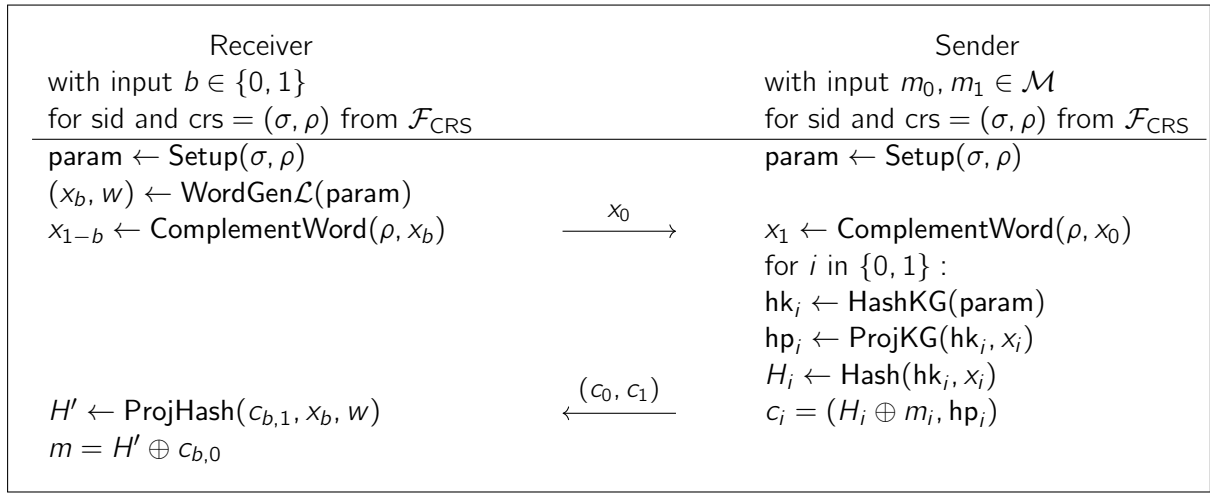 Receiver Sender
with input b ∈ {0, 1} with input m₀, m₁ ∈ ℳ
for sid and crs = (σ, ρ) from ℱ_CRS for sid and crs = (σ, ρ) from ℱ_CRS
param ← Setup(σ, ρ) param ← Setup(σ, ρ)
(x_b, w) ← WordGenℒ(param)
x_{1−b} ← ComplementWord(ρ, x_b) x₀ → x₁ ← ComplementWord(ρ, x₀)
for i in {0, 1} :
hk_i ← HashKG(param)
hp_i ← ProjKG(hk_i, x_i)
H_i ← Hash(hk_i, x_i)
H′ ← ProjHash(c_{b,1}, x_b, w) (c₀, c₁) ← c_i = (H_i ⊕ m_i, hp_i)
m = H′ ⊕ c_{b,0}